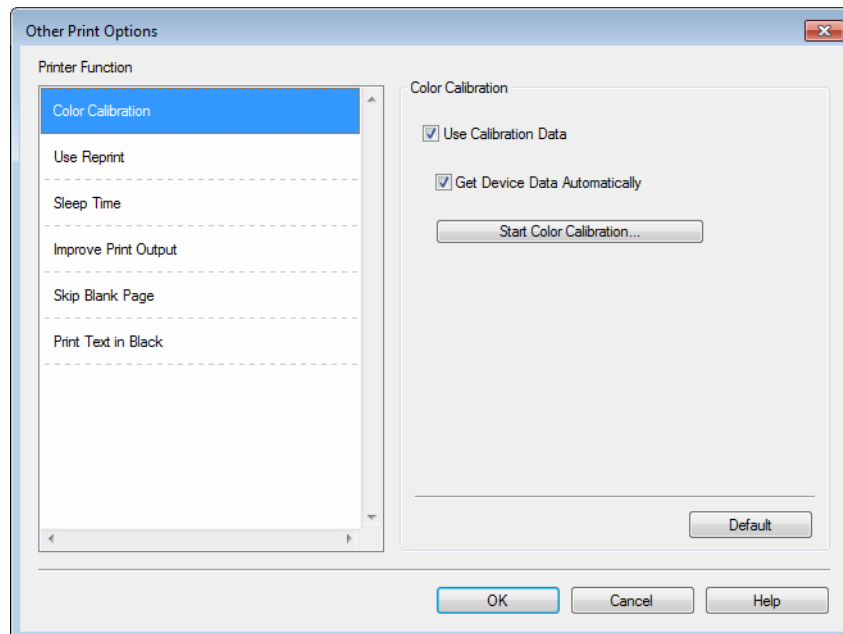 Other Print Options
Printer Function
Color Calibration
Use Reprint
Sleep Time
Improve Print Output
Skip Blank Page
Print Text in Black
Color Calibration
Use Calibration Data
Get Device Data Automatically
Start Color Calibration...
Default
OK
Cancel
Help